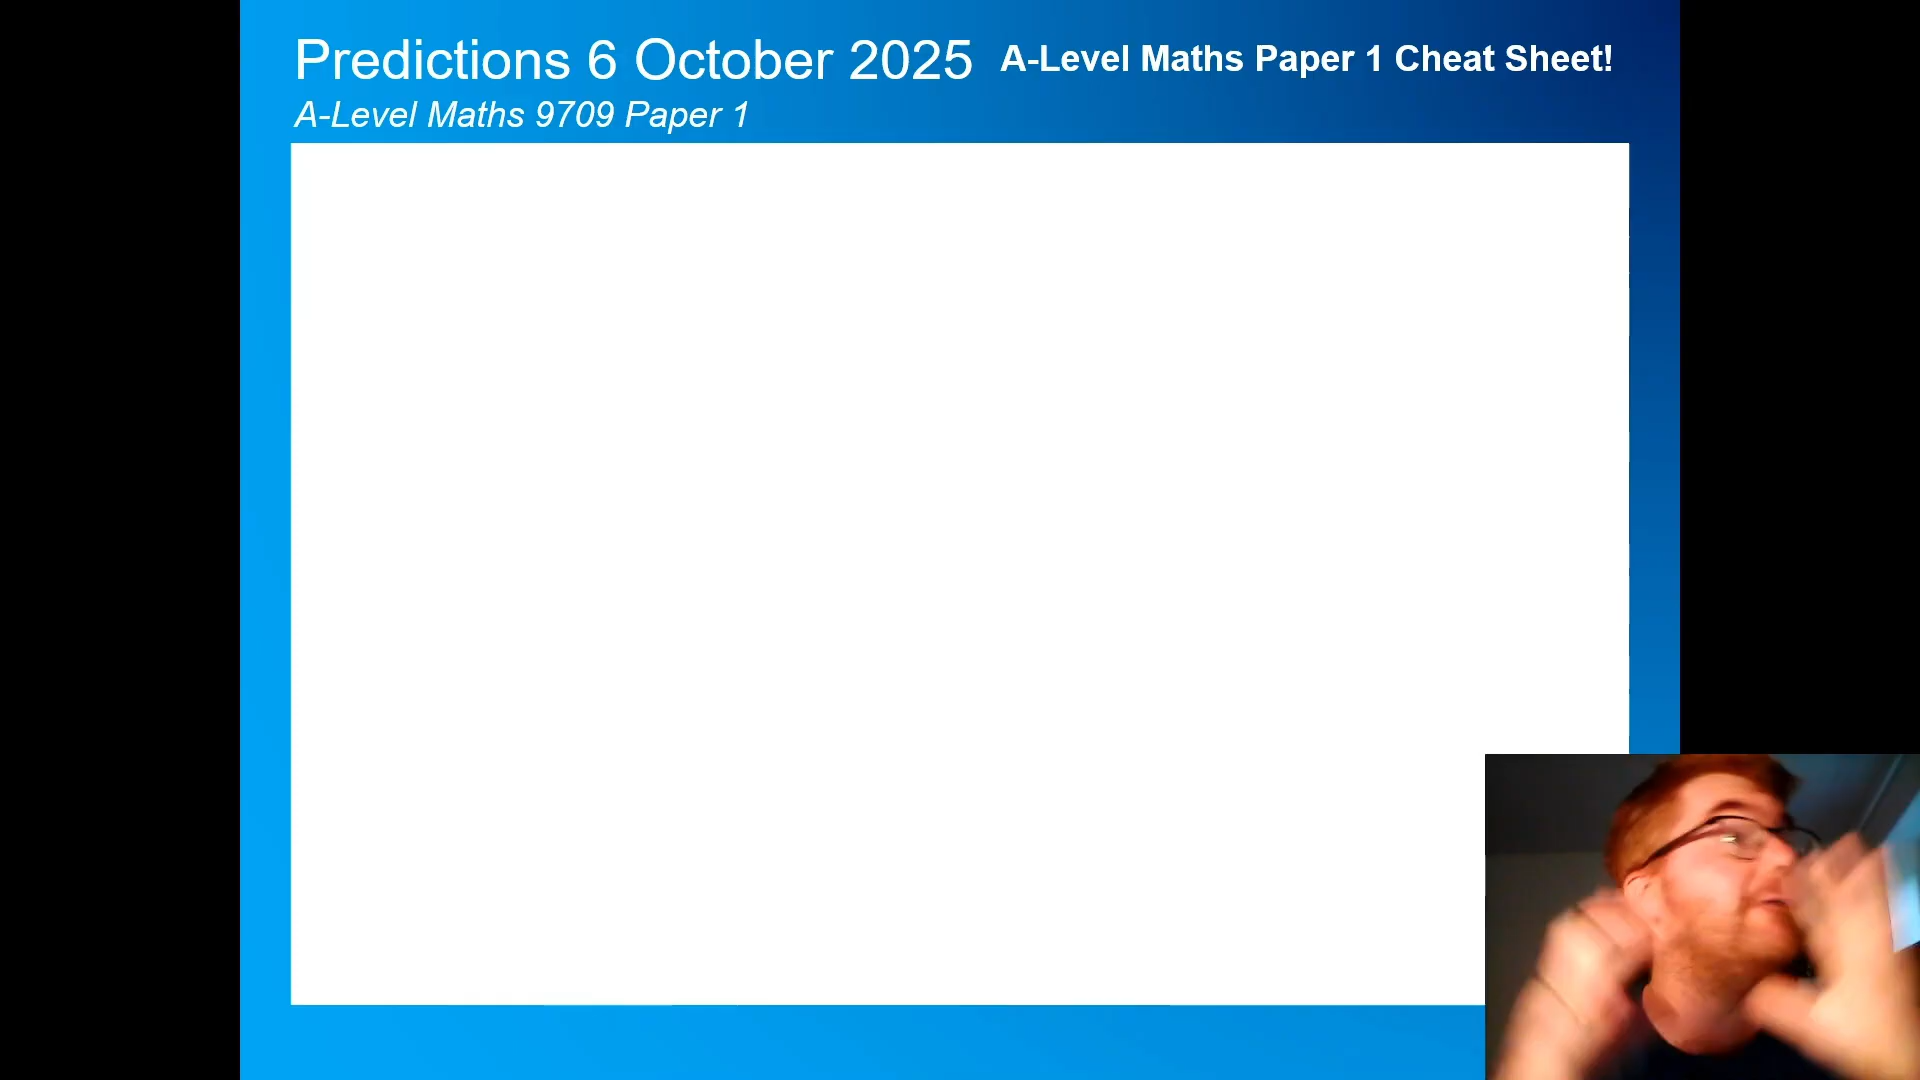 Predictions 6 October 2025
A-Level Maths Paper 1 Cheat Sheet!
A-Level Maths 9709 Paper 1